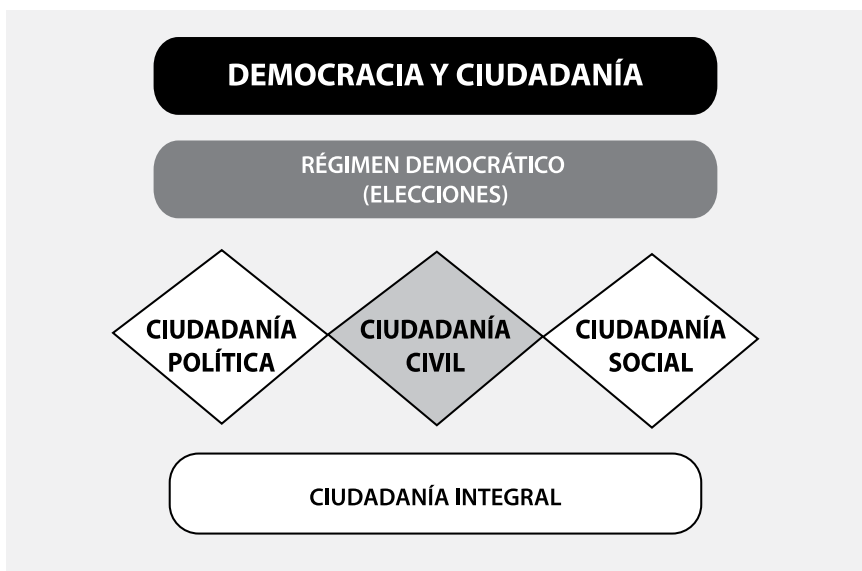 DEMOCRACIA Y CIUDADANÍA
RÉGIMEN DEMOCRÁTICO
(ELECCIONES)
CIUDADANÍA
POLÍTICA
CIUDADANÍA
CIVIL
CIUDADANÍA
SOCIAL
CIUDADANÍA INTEGRAL